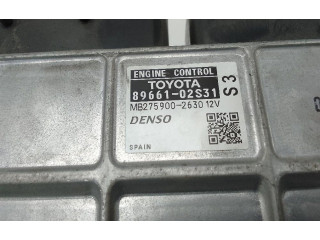 ENGINE CONTROL
TOYOTA
89661-02S31
S3
MB275900-2630 12V
DENSO
SPAIN